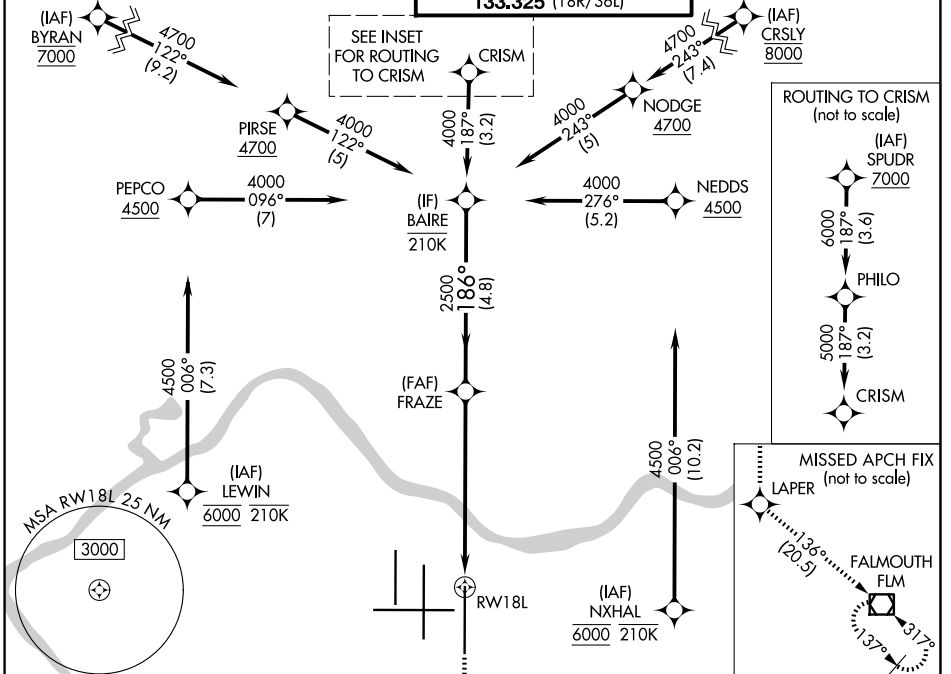 133.325 (18R/36L)
(IAF)
BYRAN
7000
4700
122°
(9.2)
SEE INSET
FOR ROUTING
TO CRISM
CRISM
4700
243°
(7.4)
(IAF)
CRSLY
8000
PIRSE
4700
4000
122°
(5)
4000
187°
(3.2)
4000
243°
(5)
NODGE
4700
ROUTING TO CRISM
(not to scale)
(IAF)
SPUDR
7000
6000
187°
(3.6)
PHILO
5000
187°
(3.2)
CRISM
PEPCO
4500
4000
096°
(7)
(IF)
BAIRE
210K
4000
276°
(5.2)
NEDDS
4500
2500
186°
(4.8)
4500
006°
(7.3)
(FAF)
FRAZE
4500
006°
(10.2)
(IAF)
LEWIN
6000 210K
MSA RW18L 25 NM
3000
RW18L
(IAF)
NXHAL
6000 210K
MISSED APCH FIX
(not to scale)
LAPER
136°
(20.5)
FALMOUTH
FLM
317°
137°